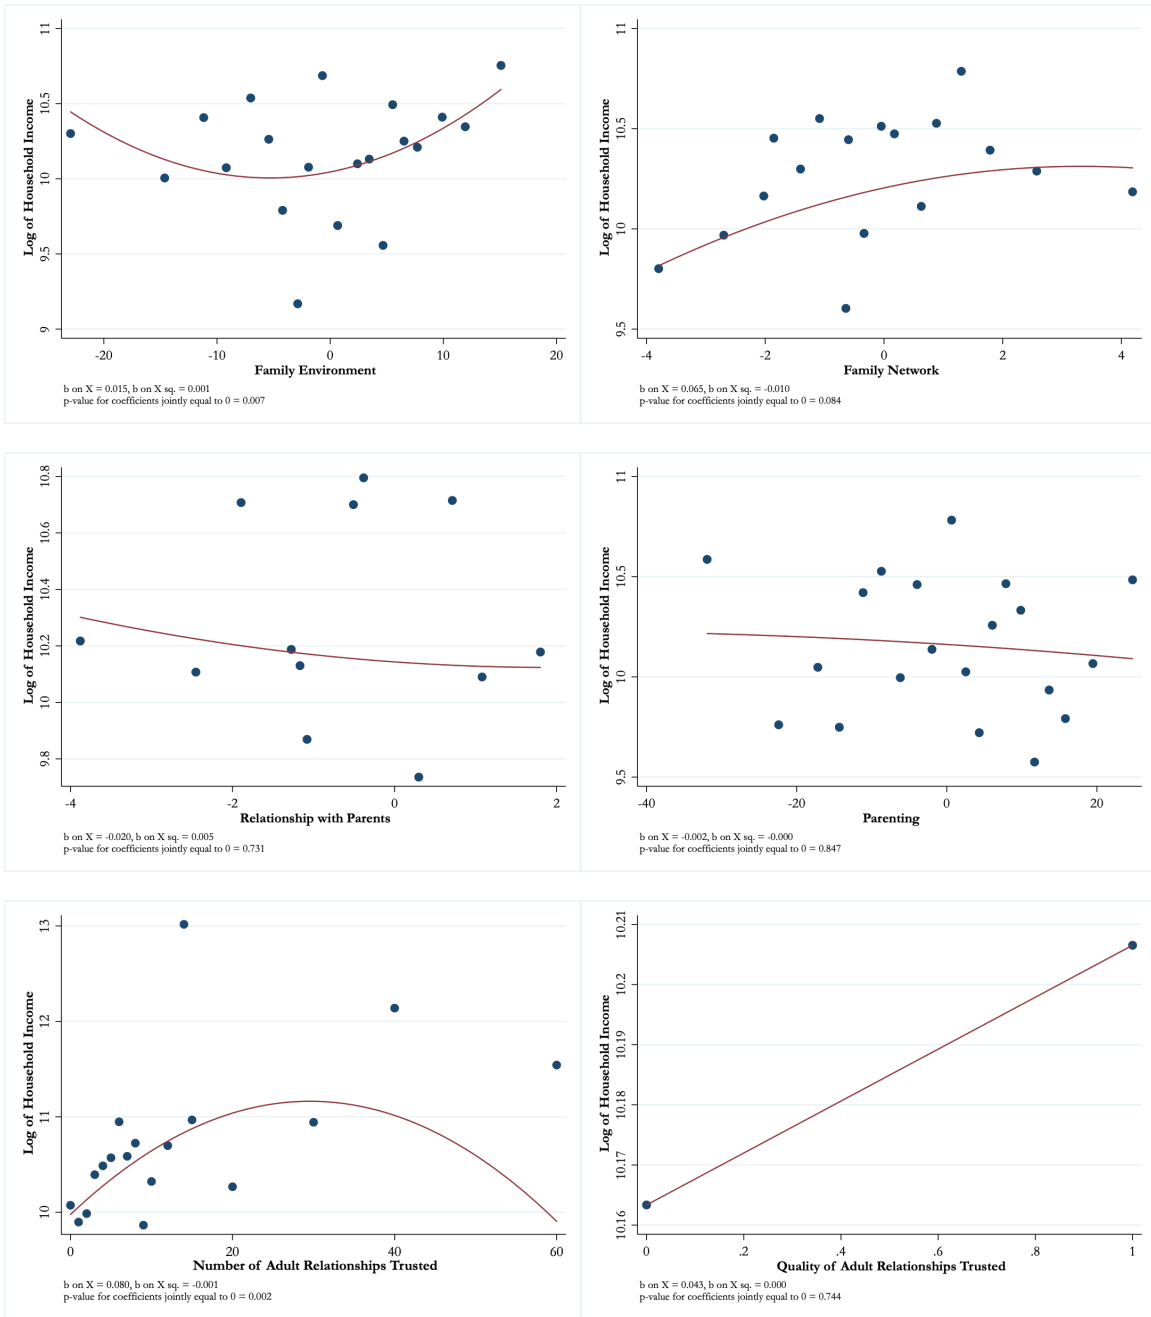 Log of Household Income
11
10.5
10
9.5
9
-20 -10 0 10 20
Family Environment
b on X = 0.015, b on X sq. = 0.001
p-value for coefficients jointly equal to 0 = 0.007
Log of Household Income
11
10.5
10
9.5
-4 -2 0 2 4
Family Network
b on X = 0.065, b on X sq. = -0.010
p-value for coefficients jointly equal to 0 = 0.084
Log of Household Income
10.8
10.6
10.4
10.2
10
9.8
-4 -2 0 2
Relationship with Parents
b on X = -0.020, b on X sq. = 0.005
p-value for coefficients jointly equal to 0 = 0.731
Log of Household Income
11
10.5
10
9.5
-40 -20 0 20
Parenting
b on X = -0.002, b on X sq. = -0.000
p-value for coefficients jointly equal to 0 = 0.847
Log of Household Income
13
12
11
10
0 20 40 60
Number of Adult Relationships Trusted
b on X = 0.080, b on X sq. = -0.001
p-value for coefficients jointly equal to 0 = 0.002
Log of Household Income
10.21
10.2
10.19
10.18
10.17
10.16
0 .2 .4 .6 .8 1
Quality of Adult Relationships Trusted
b on X = 0.043, b on X sq. = 0.000
p-value for coefficients jointly equal to 0 = 0.744